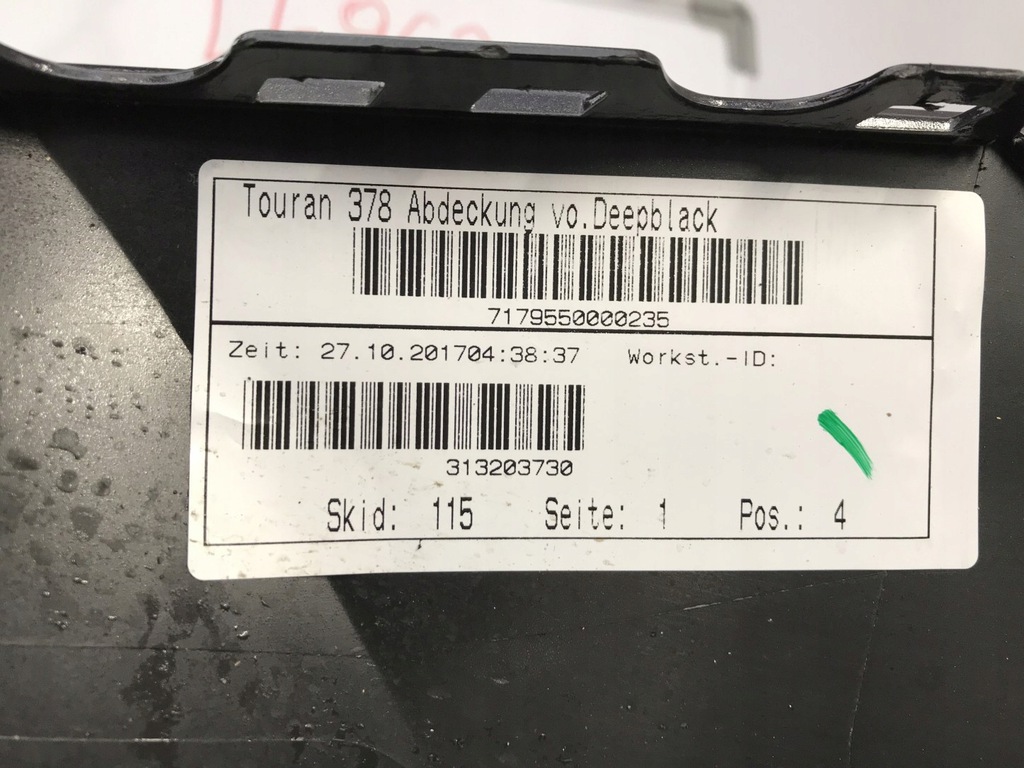 Touran 378 Abdeckung vo.Deepblack
7179550000235
Zeit: 27.10.201704:38:37 Workst.-ID:
313203730
Skid: 115 Seite: 1 Pos.: 4